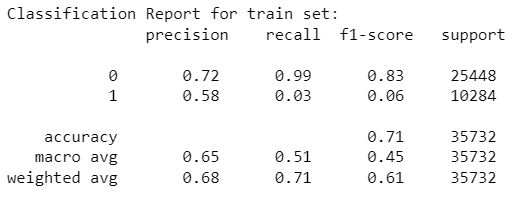 Classification Report for train set:
precision recall f1-score support
0 0.72 0.99 0.83 25448
1 0.58 0.03 0.06 10284
accuracy 0.71 35732
macro avg 0.65 0.51 0.45 35732
weighted avg 0.68 0.71 0.61 35732